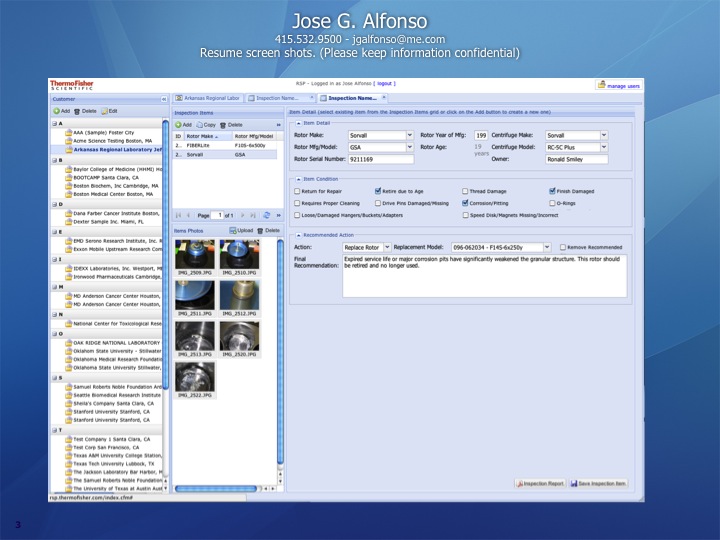 Jose G. Alfonso
415.532.9500 - jgalfonso@me.com
Resume screen shots. (Please keep information confidential)
ThermoFisher
SCIENTIFIC
RSP - Logged in as Jose Alfonso [ logout ]
manage users
Customer
Add Delete Edit
A
AAA (Sample) Foster City
Acme Science Testing Boston, MA
Arkansas Regional Laboratory Jef
B
Baylor College of Medicine (HHMI) Ho
BOOTCAMP Santa Clara, CA
Boston Biochem, Inc Cambridge, MA
Boston Medical Center Boston, MA
D
Dana Farber Cancer Institute Boston,
Dexter Sample Inc. Miami, FL
E
EMD Serono Research Institute, Inc. R
Exxon Mobile Upstream Research Com
I
IDEXX Laboratories, Inc. Westport, M
Ironwood Pharmaceuticals Cambridge,
M
MD Anderson Cancer Center Houston,
MD Anderson Cancer Center Houston,
N
National Center for Toxicological Rese
O
OAK RIDGE NATIONAL LABORATORY
Oklahom State University - Stillwater
Oklahoma Medical Research Foundatio
Oklahoma State University Stillwater,
S
Samuel Roberts Noble Foundation Ard
Seattle Biomedical Research Institute
Sheila's Company Santa Clara, CA
Stanford University Stanford, CA
Stanford University Stanford, CA
T
Test Company 1 Santa Clara, CA
Test Corp San Francisco, CA
Texas A&M University College Station,
Texas Tech University Lubbock, TX
The Jackson Laboratory Bar Harbor, M
The Samuel Roberts Noble Foundation
The University of Texas at Austin Aust
rsp.thermofisher.com/index.cfm#
Arkansas Regional Labor Inspection Name... Inspection Name...
Inspection Items
Add Copy Delete
ID Rotor Make Rotor Mfg/Model
2.. FIBERLite F10S-6x500y
2.. Sorvall GSA
Page 1 of 1
Items Photos Upload Delete
IMG_2509.JPG IMG_2510.JPG
IMG_2511.JPG IMG_2512.JPG
IMG_2513.JPG IMG_2520.JPG
IMG_2522.JPG
Item Detail (select existing item from the Inspection Items grid or click on the Add button to create a new one)
Item Detail
Rotor Make: Sorvall Rotor Year of Mfg: 199 Centrifuge Make: Sorvall
Rotor Mfg/Model: GSA Rotor Age: 19 years Centrifuge Model: RC-5C Plus
Rotor Serial Number: 9211169 Owner: Ronald Smiley
Item Condition
Return for Repair Retire due to Age Thread Damage Finish Damaged
Requires Proper Cleaning Drive Pins Damaged/Missing Corrosion/Pitting O-Rings
Loose/Damaged Hangers/Buckets/Adapters Speed Disk/Magnets Missing/Incorrect
Recommended Action
Action: Replace Rotor Replacement Model: 096-062034 - F14S-6x250y Remove Recommended
Final Recommendation: Expired service life or major corrosion pits have significantly weakened the granular structure. This rotor should
be retired and no longer used.
Inspection Report Save Inspection Item
3